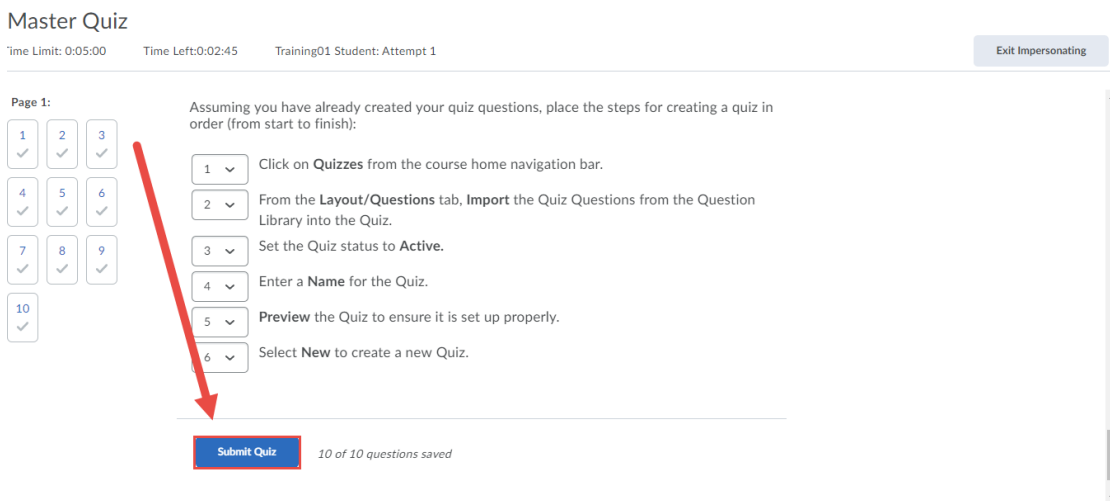 Master Quiz
Time Limit: 0:05:00 Time Left:0:02:45 Training01 Student: Attempt 1 Exit Impersonating
Page 1:
Assuming you have already created your quiz questions, place the steps for creating a quiz in
order (from start to finish):
1 2 3
4 5 6
7 8 9
10
1 Click on Quizzes from the course home navigation bar.
2 From the Layout/Questions tab, Import the Quiz Questions from the Question
Library into the Quiz.
3 Set the Quiz status to Active.
4 Enter a Name for the Quiz.
5 Preview the Quiz to ensure it is set up properly.
6 Select New to create a new Quiz.
Submit Quiz 10 of 10 questions saved